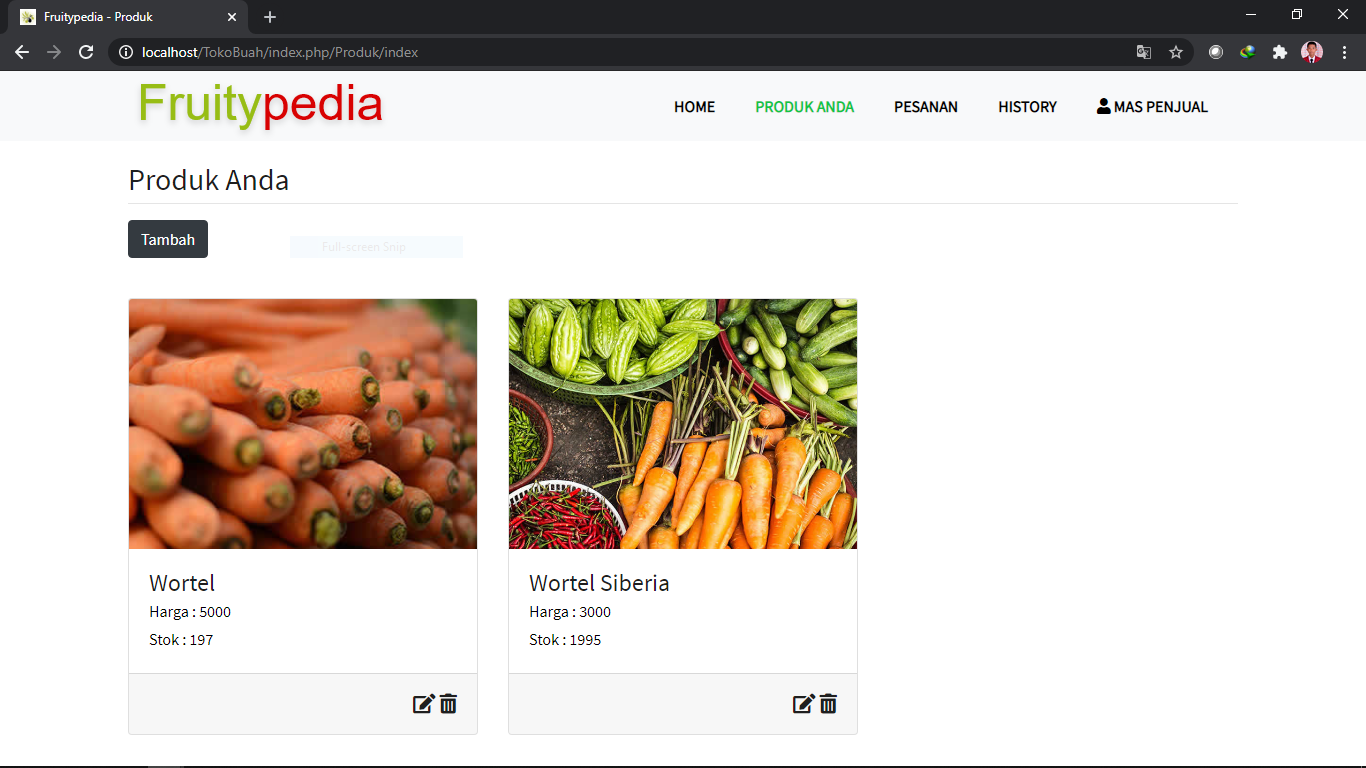 Fruitypedia - Produk
localhost/TokoBuah/index.php/Produk/index
Fruitypedia
HOME
PRODUK ANDA
PESANAN
HISTORY
MAS PENJUAL
Produk Anda
Tambah
Full-screen Snip
Wortel
Harga : 5000
Stok : 197
Wortel Siberia
Harga : 3000
Stok : 1995